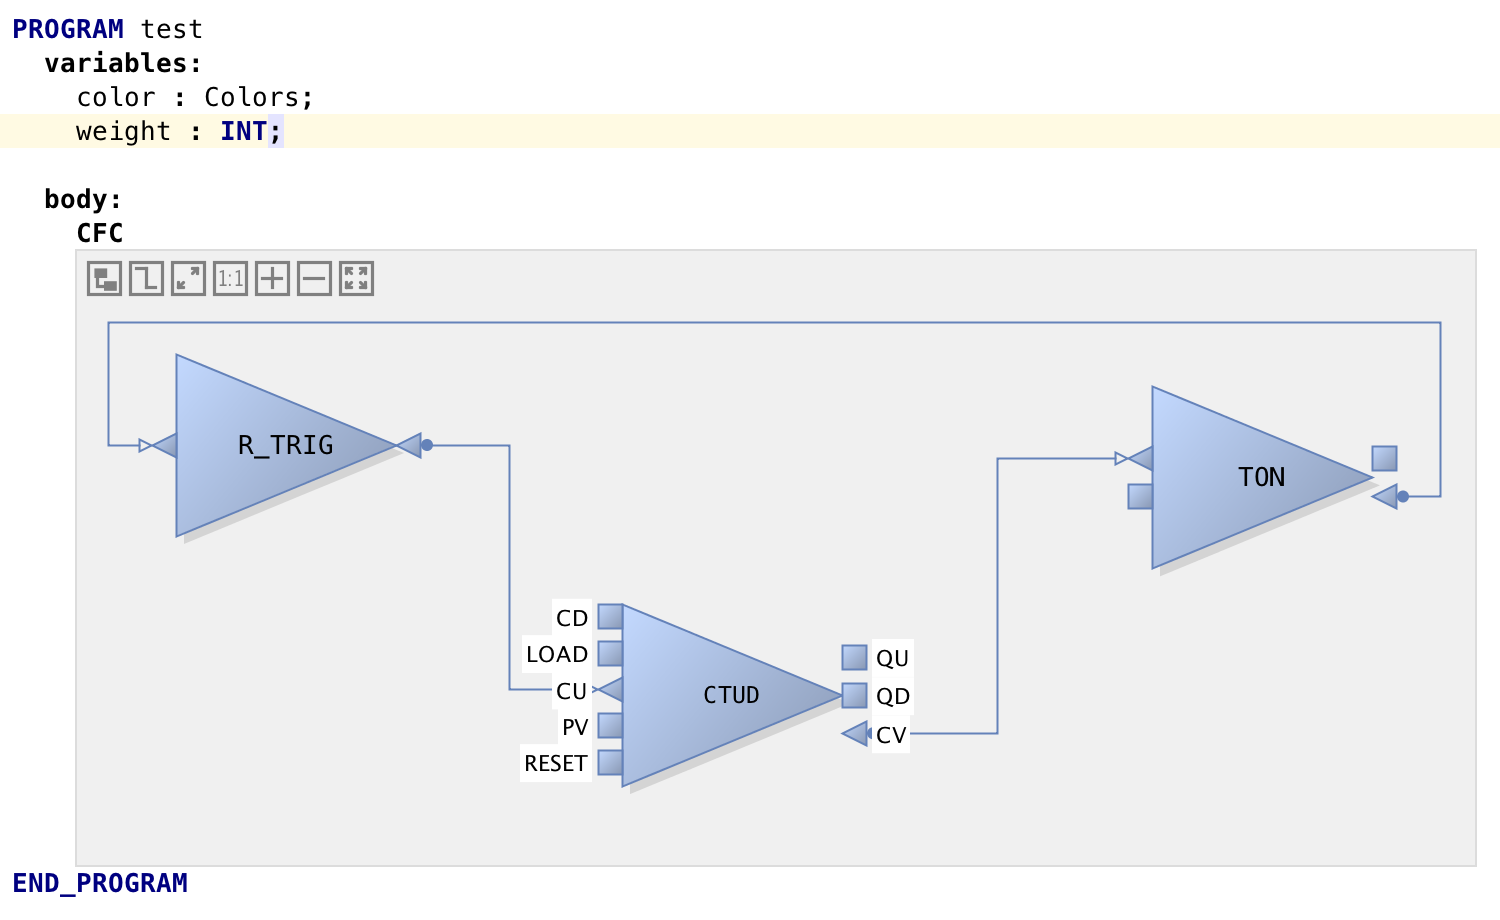 PROGRAM test
variables:
color : Colors;
weight : INT;
body:
CFC
1:1
R_TRIG
TON
CD
LOAD
CU
PV
RESET
CTUD
QU
QD
CV
END_PROGRAM